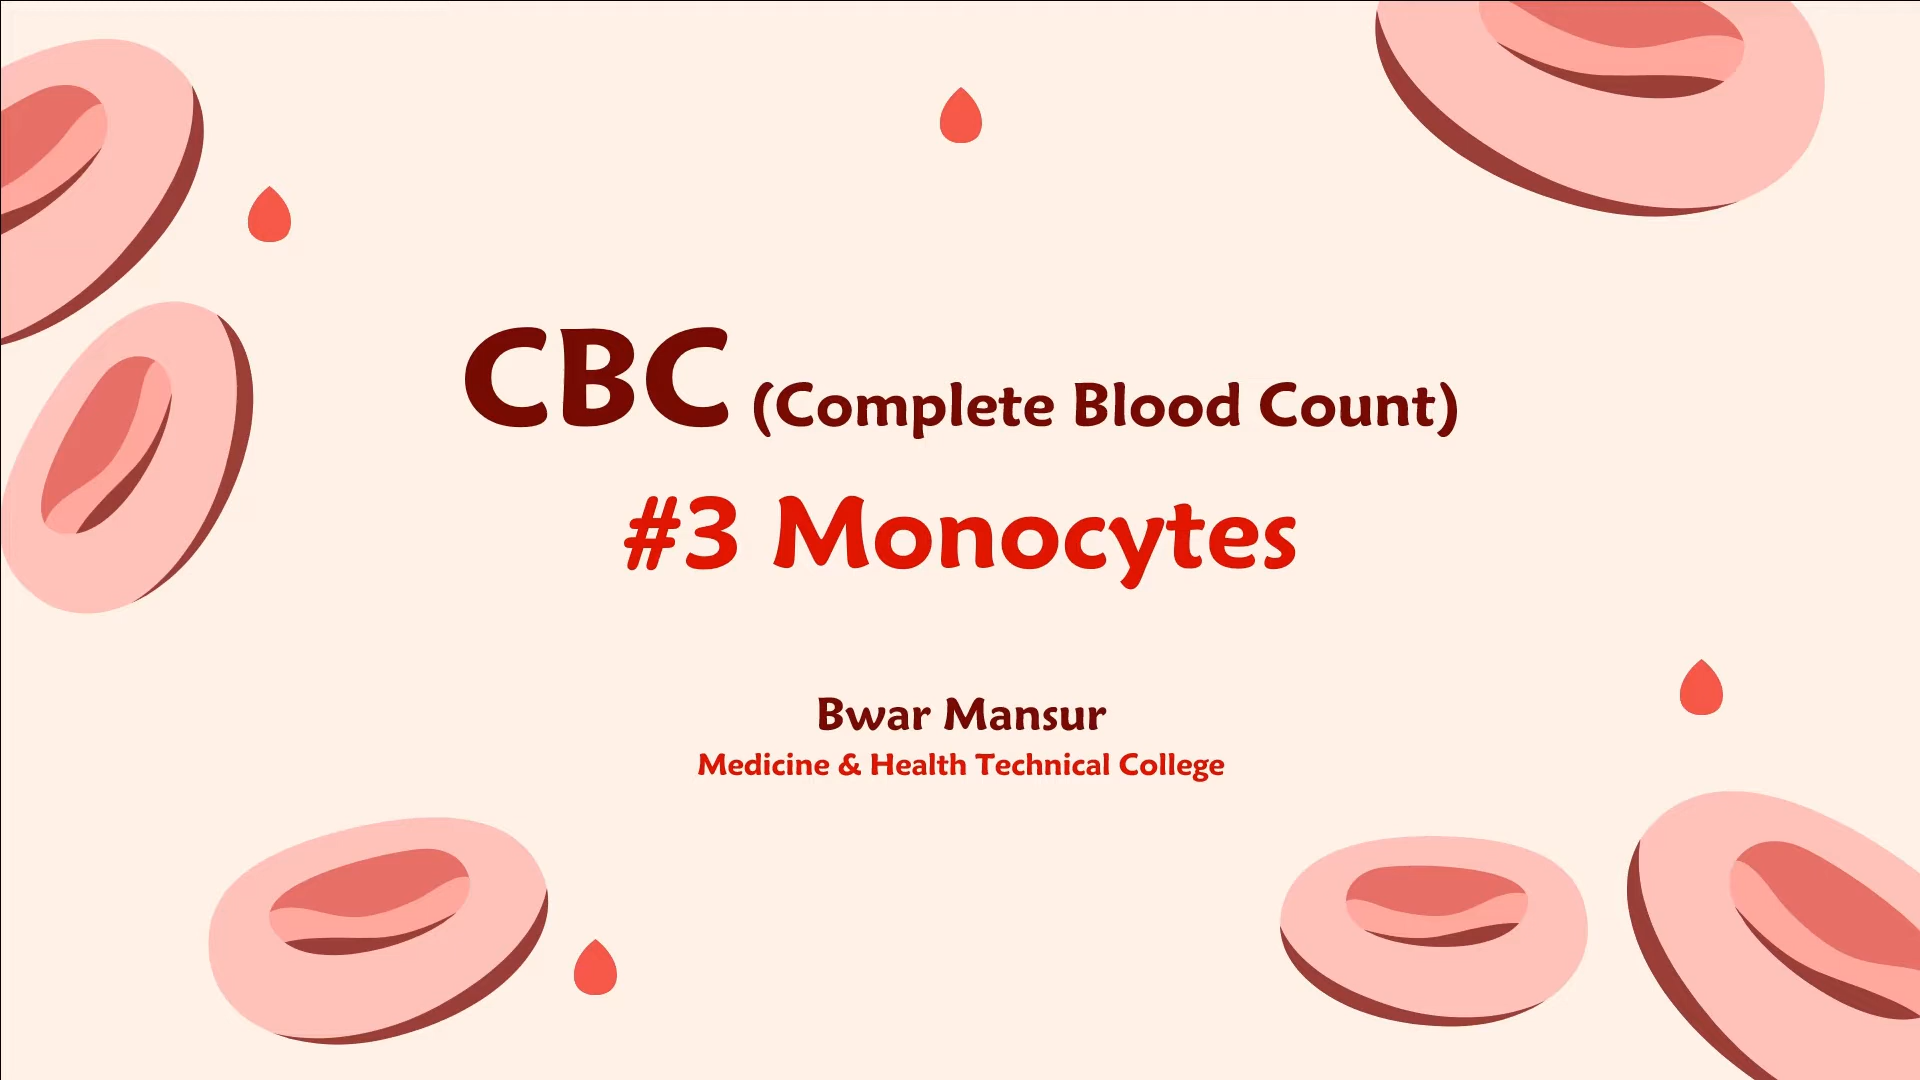 CBC (Complete Blood Count)
#3 Monocytes
Bwar Mansur
Medicine & Health Technical College